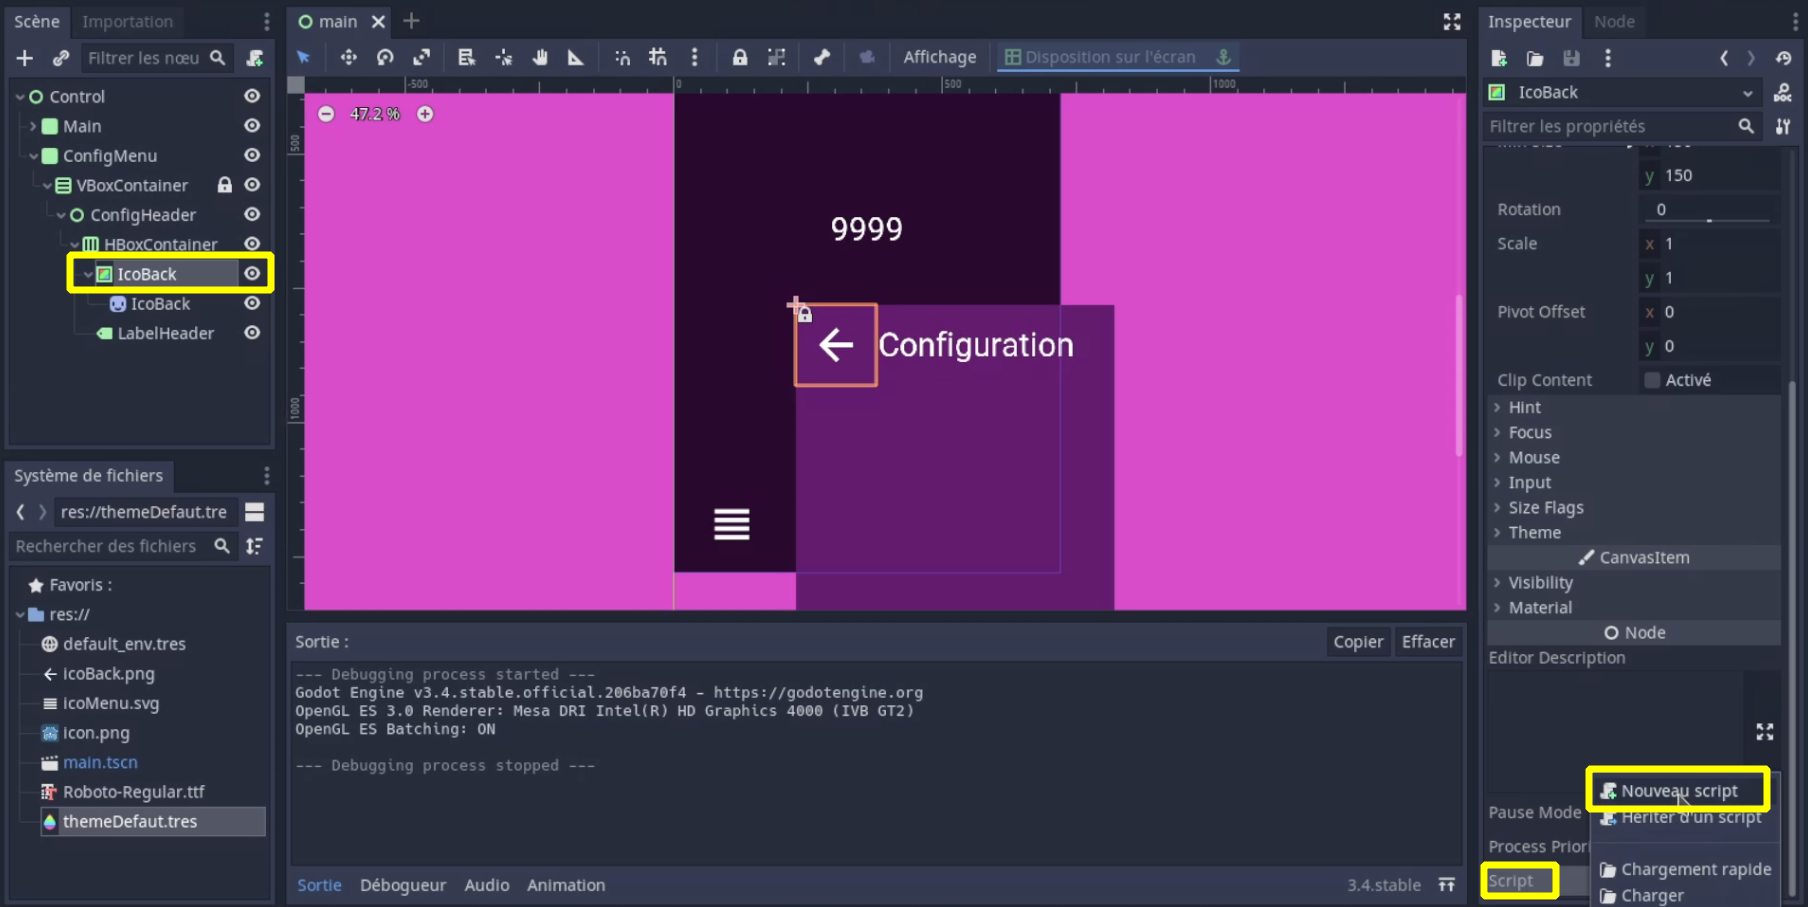 Scène
Importation
Filtrer les nœu
Control
Main
ConfigMenu
VBoxContainer
ConfigHeader
HBoxContainer
IcoBack
IcoBack
LabelHeader
Système de fichiers
res://themeDefaut.tre
Rechercher des fichiers
Favoris :
res://
default_env.tres
icoBack.png
icoMenu.svg
icon.png
main.tscn
Roboto-Regular.ttf
themeDefaut.tres
main
Affichage
Disposition sur l'écran
-500
0
500
1000
47.2 %
500
1000
9999
Configuration
Sortie :
Copier
Effacer
--- Debugging process started ---
Godot Engine v3.4.stable.official.206ba70f4 - https://godotengine.org
OpenGL ES 3.0 Renderer: Mesa DRI Intel(R) HD Graphics 4000 (IVB GT2)
OpenGL ES Batching: ON
--- Debugging process stopped ---
Sortie
Débogueur
Audio
Animation
3.4.stable
Inspecteur
Node
IcoBack
DOC
Filtrer les propriétés
y 150
Rotation 0
Scale x 1
y 1
Pivot Offset x 0
y 0
Clip Content Activé
Hint
Focus
Mouse
Input
Size Flags
Theme
CanvasItem
Visibility
Material
Node
Editor Description
Nouveau script
Pause Mode
Hériter d'un script
Process Prior
Chargement rapide
Script
Charger